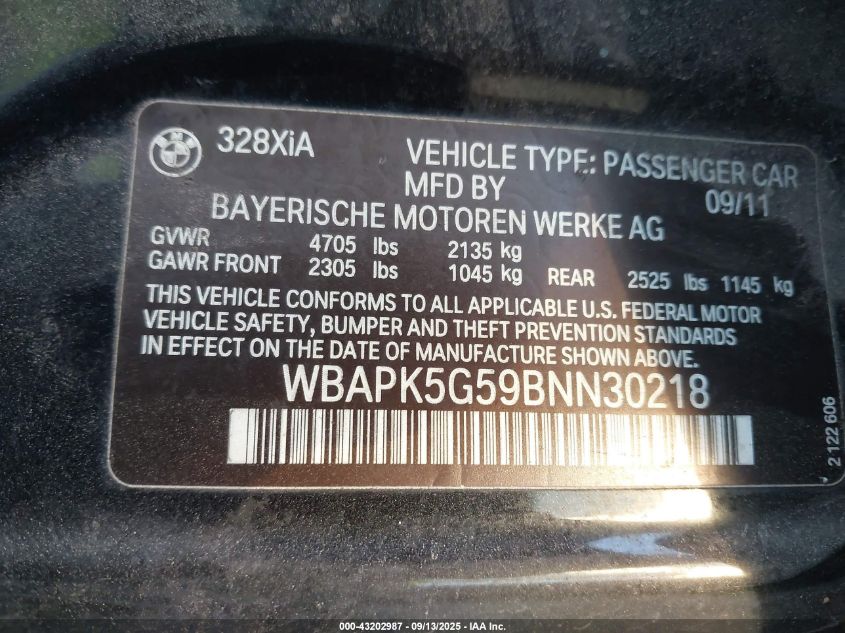 328XiA VEHICLE TYPE: PASSENGER CAR
MFD BY 09/11
BAYERISCHE MOTOREN WERKE AG
GVWR 4705 lbs 2135 kg
GAWR FRONT 2305 lbs 1045 kg REAR 2525 lbs 1145 kg
THIS VEHICLE CONFORMS TO ALL APPLICABLE U.S. FEDERAL MOTOR
VEHICLE SAFETY, BUMPER AND THEFT PREVENTION STANDARDS
IN EFFECT ON THE DATE OF MANUFACTURE SHOWN ABOVE.
WBAPK5G59BNN30218
2 122 606
000-43202987 - 09/13/2025 - IAA Inc.